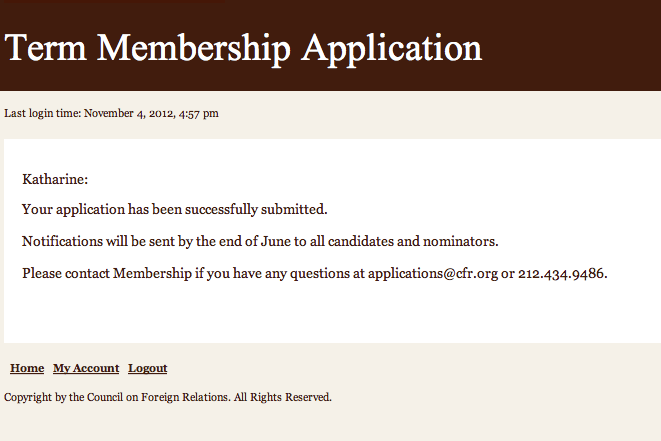 Term Membership Application
Last login time: November 4, 2012, 4:57 pm
Katharine:
Your application has been successfully submitted.
Notifications will be sent by the end of June to all candidates and nominators.
Please contact Membership if you have any questions at applications@cfr.org or 212.434.9486.
Home My Account Logout
Copyright by the Council on Foreign Relations. All Rights Reserved.